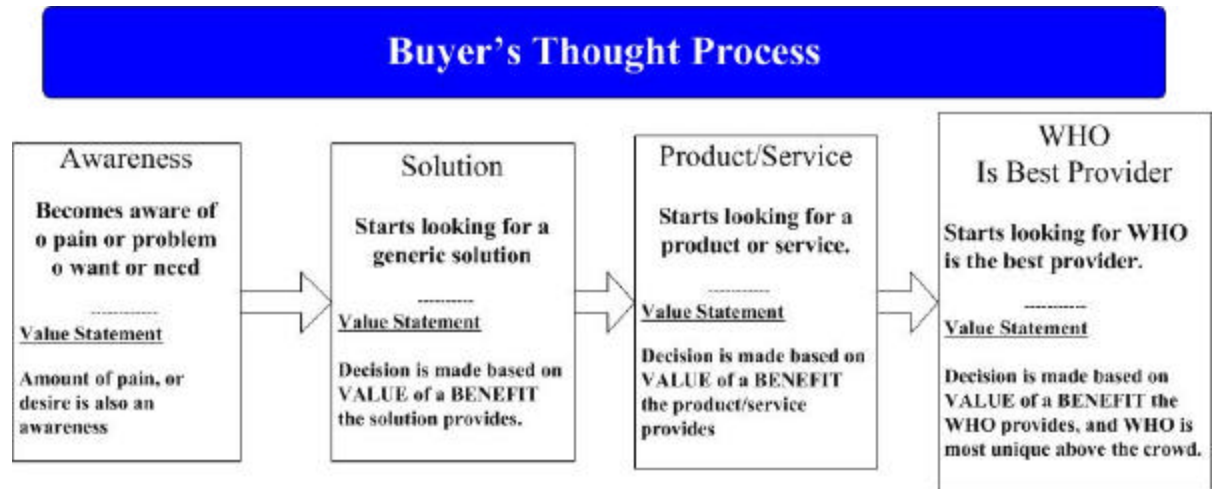 Buyer's Thought Process
Awareness
Becomes aware of
o pain or problem
o want or need
------------
Value Statement
Amount of pain, or
desire is also an
awareness
Solution
Starts looking for a
generic solution
----------
Value Statement
Decision is made based on
VALUE of a BENEFIT
the solution provides.
Product/Service
Starts looking for a
product or service.
-----------
Value Statement
Decision is made based on
VALUE of a BENEFIT
the product/service
provides
WHO
Is Best Provider
Starts looking for WHO
is the best provider.
-----------
Value Statement
Decision is made based on
VALUE of a BENEFIT the
WHO provides, and WHO is
most unique above the crowd.